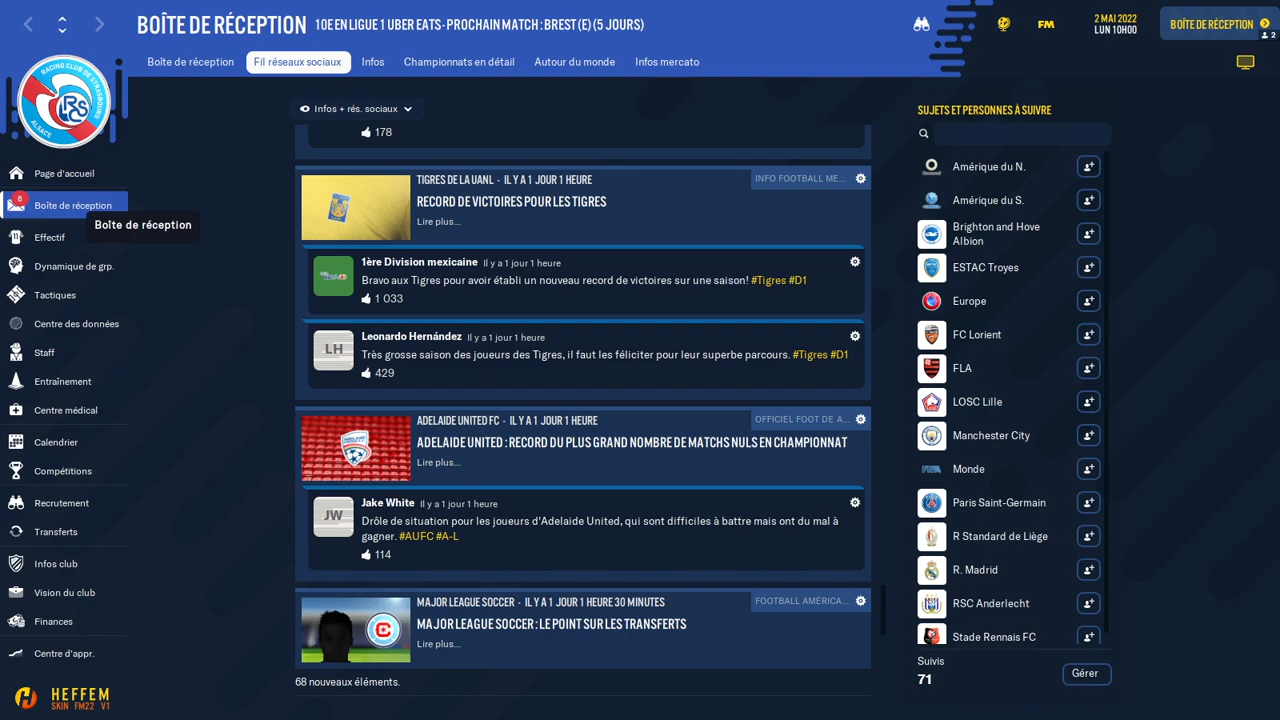 BOÎTE DE RÉCEPTION
10E EN LIGUE 1 UBER EATS - PROCHAIN MATCH : BREST (E) (5 JOURS)
FM
2 MAI 2022
LUN 10H00
BOÎTE DE RÉCEPTION
2
Boîte de réception
Fil réseaux sociaux
Infos
Championnats en détail
Autour du monde
Infos mercato
RACING CLUB DE STRASBOURG
RCS
ALSACE
Page d'accueil
6
Boîte de réception
Boîte de réception
11
Effectif
Dynamique de grp.
Tactiques
Centre des données
Staff
Entraînement
Centre médical
Calendrier
Compétitions
Recrutement
Transferts
Infos club
Vision du club
Finances
Centre d'appr.
HEFFEM
SKIN FM22 V1
Infos + rés. sociaux
178
TIGRES DE LA UANL - IL Y A 1 JOUR 1 HEURE
INFO FOOTBALL ME...
RECORD DE VICTOIRES POUR LES TIGRES
Lire plus...
1ère Division mexicaine Il y a 1 jour 1 heure
Bravo aux Tigres pour avoir établi un nouveau record de victoires sur une saison! #Tigres #D1
1 033
LH
Leonardo Hernández Il y a 1 jour 1 heure
Très grosse saison des joueurs des Tigres, il faut les féliciter pour leur superbe parcours. #Tigres #D1
429
ADELAIDE UNITED FC - IL Y A 1 JOUR 1 HEURE
OFFICIEL FOOT DE A...
ADELAIDE UNITED : RECORD DU PLUS GRAND NOMBRE DE MATCHS NULS EN CHAMPIONNAT
Lire plus...
JW
Jake White Il y a 1 jour 1 heure
Drôle de situation pour les joueurs d'Adelaide United, qui sont difficiles à battre mais ont du mal à
gagner. #AUFC #A-L
114
MAJOR LEAGUE SOCCER - IL Y A 1 JOUR 1 HEURE 30 MINUTES
FOOTBALL AMÉRICA...
MAJOR LEAGUE SOCCER : LE POINT SUR LES TRANSFERTS
Lire plus...
68 nouveaux éléments.
SUJETS ET PERSONNES À SUIVRE
Amérique du N.
Amérique du S.
Brighton and Hove
Albion
ESTAC Troyes
Europe
FC Lorient
FLA
LOSC Lille
Manchester City
FIFA
Monde
Paris Saint-Germain
R Standard de Liège
R. Madrid
RSC Anderlecht
Stade Rennais FC
Suivis
71
Gérer